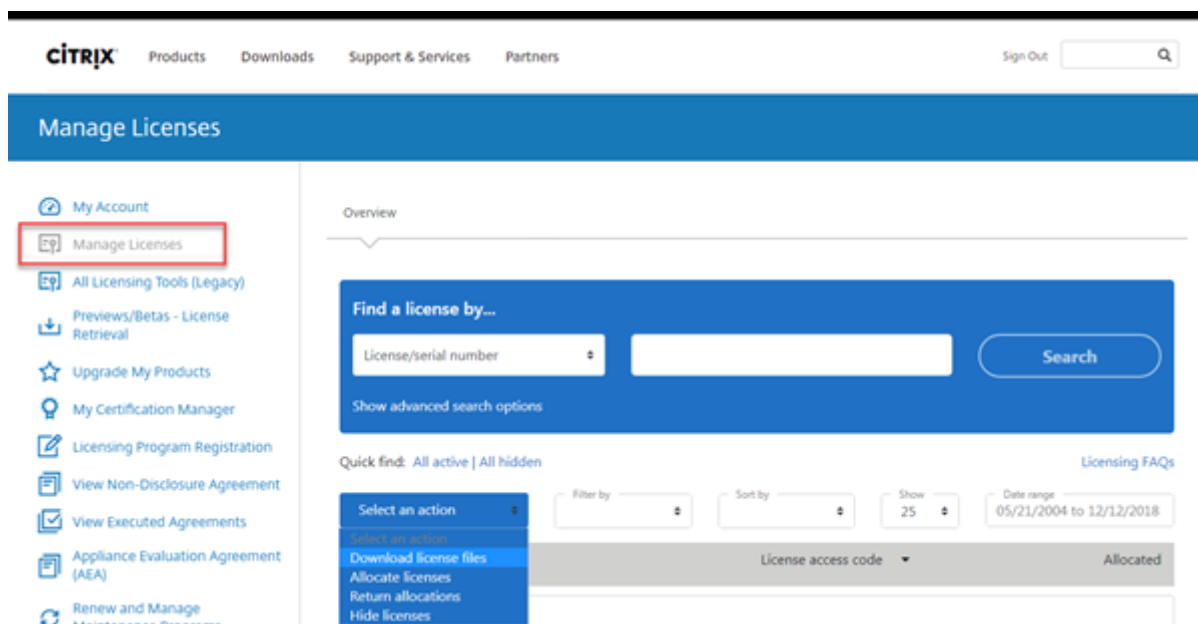 CİTRIX Products Downloads Support & Services Partners Sign Out
Manage Licenses
My Account
Manage Licenses
All Licensing Tools (Legacy)
Previews/Betas - License
Retrieval
Upgrade My Products
My Certification Manager
Licensing Program Registration
View Non-Disclosure Agreement
View Executed Agreements
Appliance Evaluation Agreement
(AEA)
Renew and Manage
Maintenance Programs
Overview
Find a license by...
License/serial number Search
Show advanced search options
Quick find: All active | All hidden Licensing FAQs
Select an action Filter by Sort by Show 25 Date range 05/21/2004 to 12/12/2018
Select an action
Download license files
Allocate licenses
Return allocations
Hide licenses
License access code Allocated